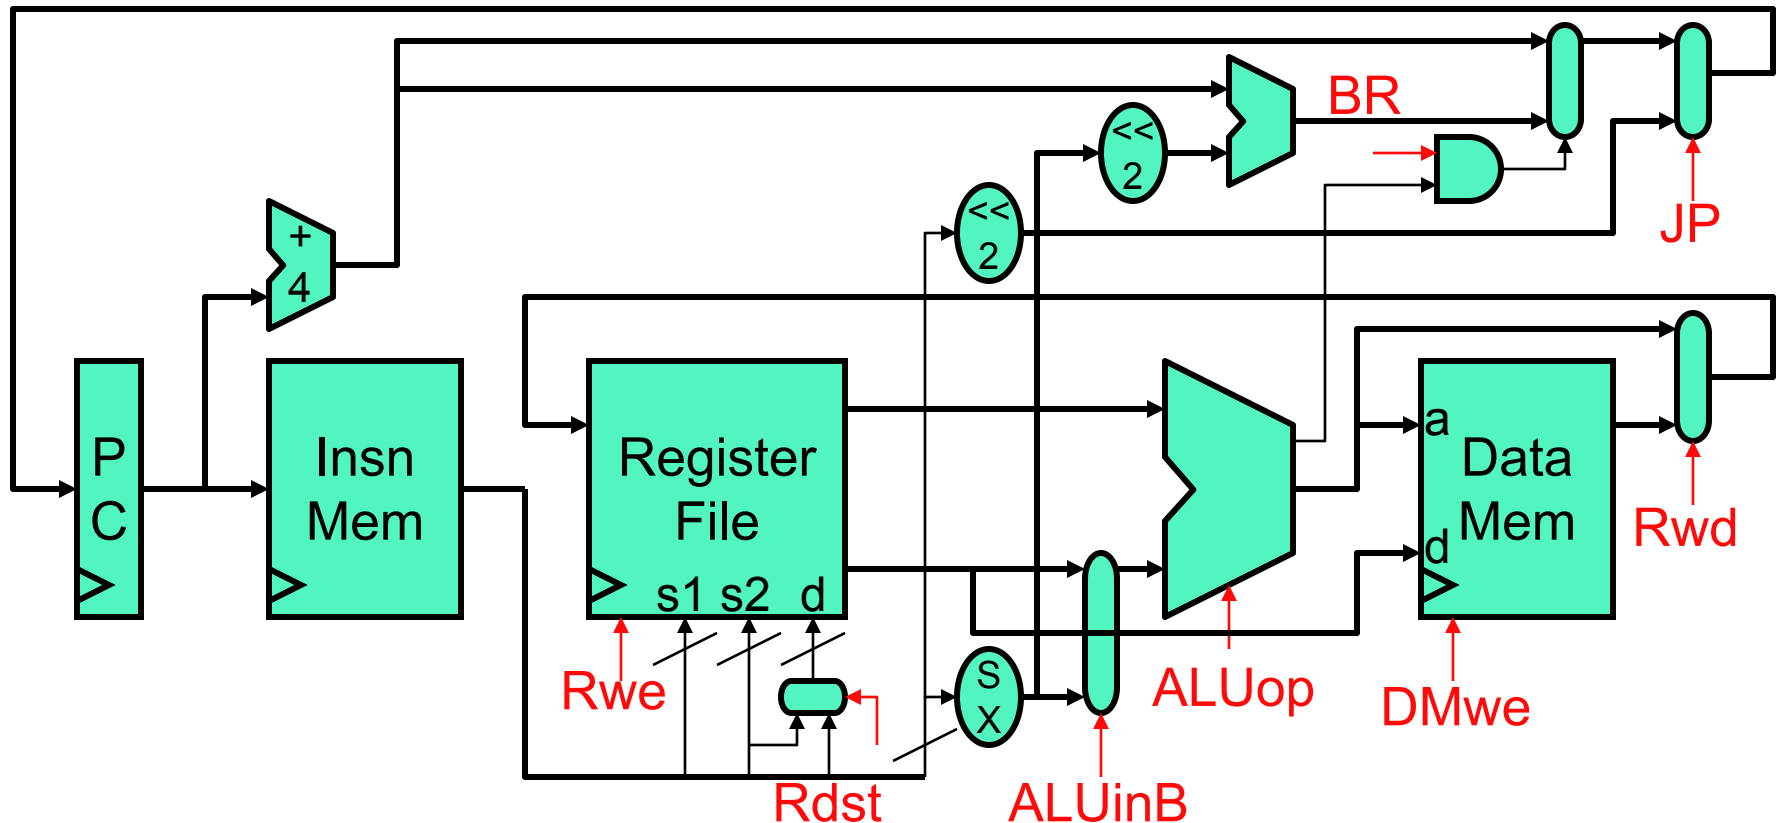 BR
<<
2
<<
2
JP
+
4
P
C
Insn
Mem
Register
File
s1 s2 d
a
d
Data
Mem
Rwd
Rwe
S
X
ALUop
DMwe
Rdst
ALUinB